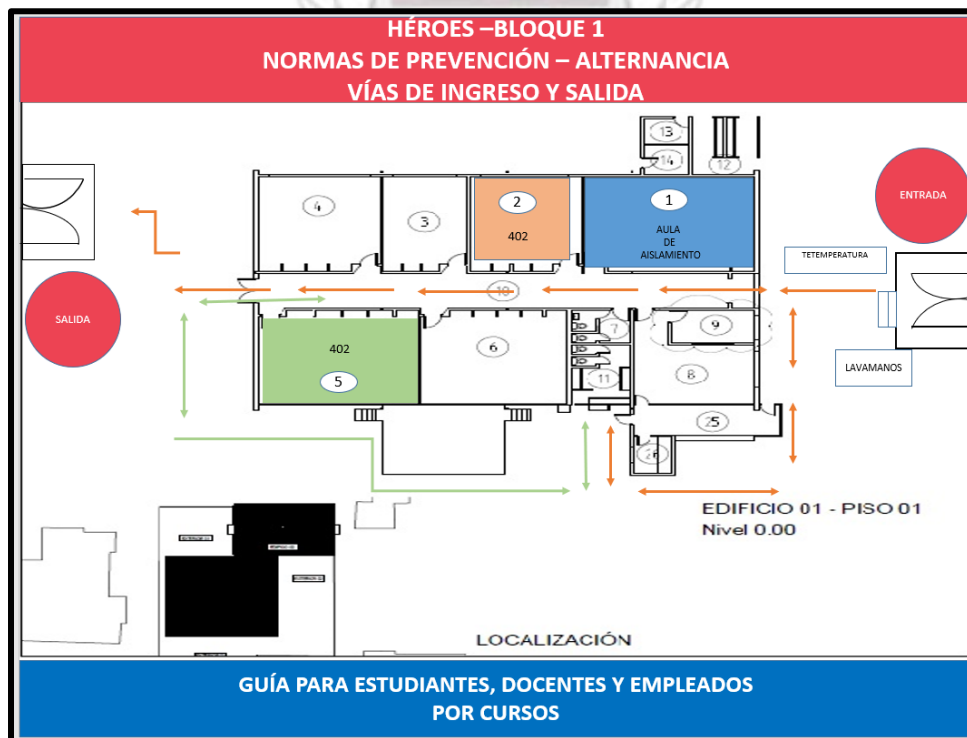 HÉROES –BLOQUE 1
NORMAS DE PREVENCIÓN – ALTERNANCIA
VÍAS DE INGRESO Y SALIDA
13
14
12
ENTRADA
4
3
2
402
1
AULA
DE
AISLAMIENTO
TETEMPERATURA
SALIDA
10
402
5
6
7
9
11
8
LAVAMANOS
25
EDIFICIO 01 - PISO 01
Nivel 0.00
LOCALIZACIÓN
GUÍA PARA ESTUDIANTES, DOCENTES Y EMPLEADOS
POR CURSOS